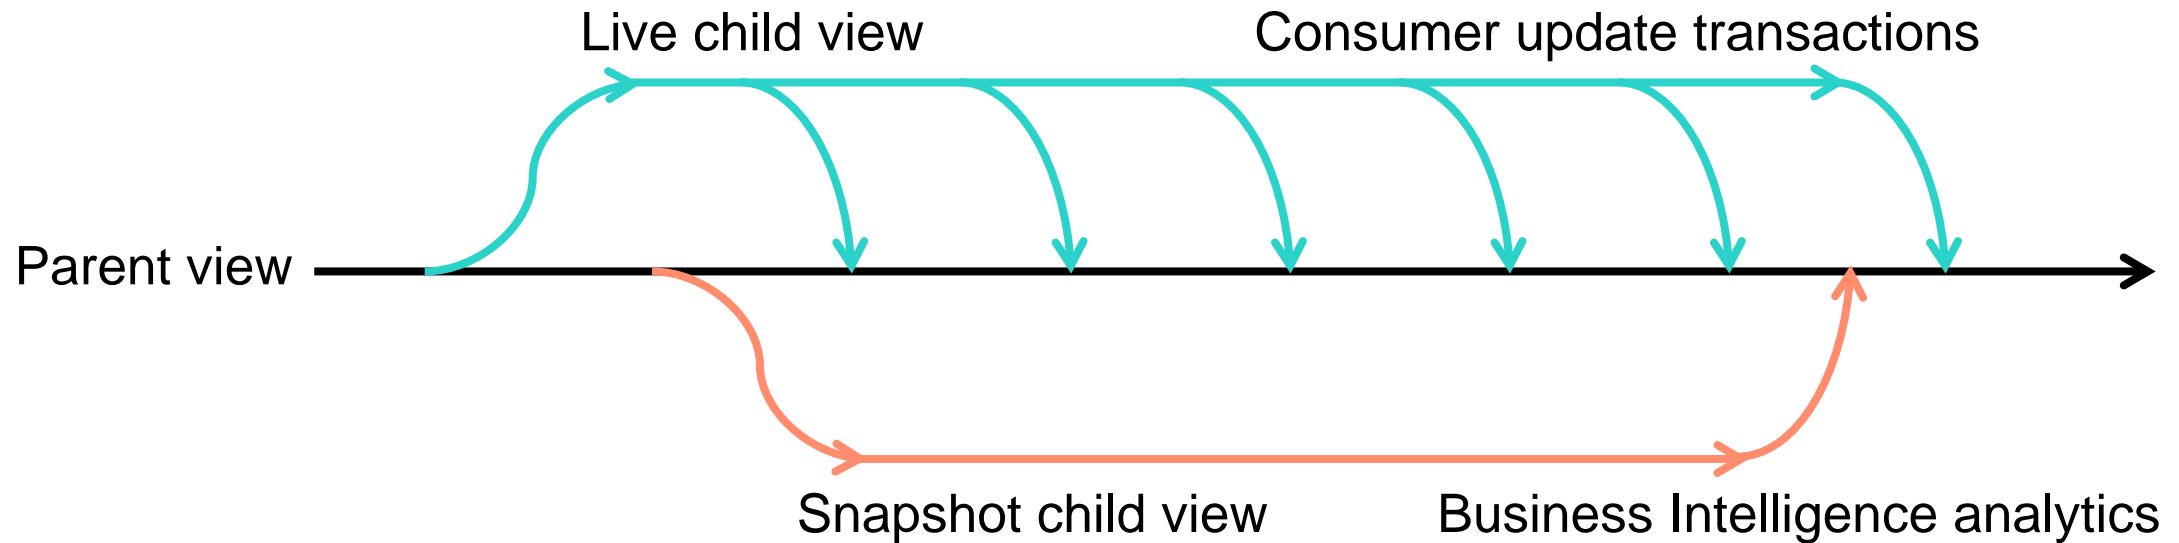 Live child view
Consumer update transactions
Parent view
Snapshot child view
Business Intelligence analytics